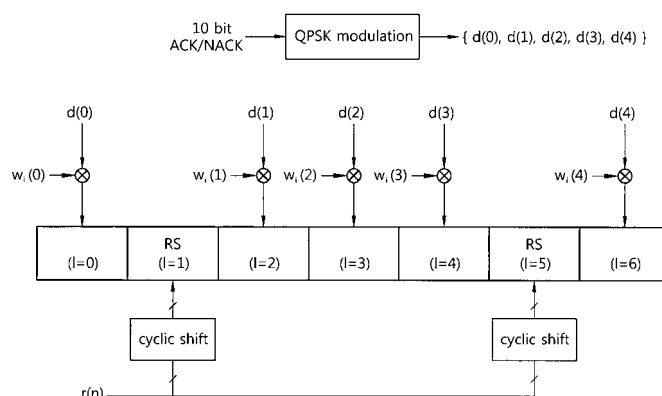 10 bit
ACK/NACK
QPSK modulation
{ d(0), d(1), d(2), d(3), d(4) }
d(0) d(1) d(2) d(3) d(4)
wᵢ(0) wᵢ(1) wᵢ(2) wᵢ(3) wᵢ(4)
RS RS
(l=0) (l=1) (l=2) (l=3) (l=4) (l=5) (l=6)
cyclic shift cyclic shift
r(n)